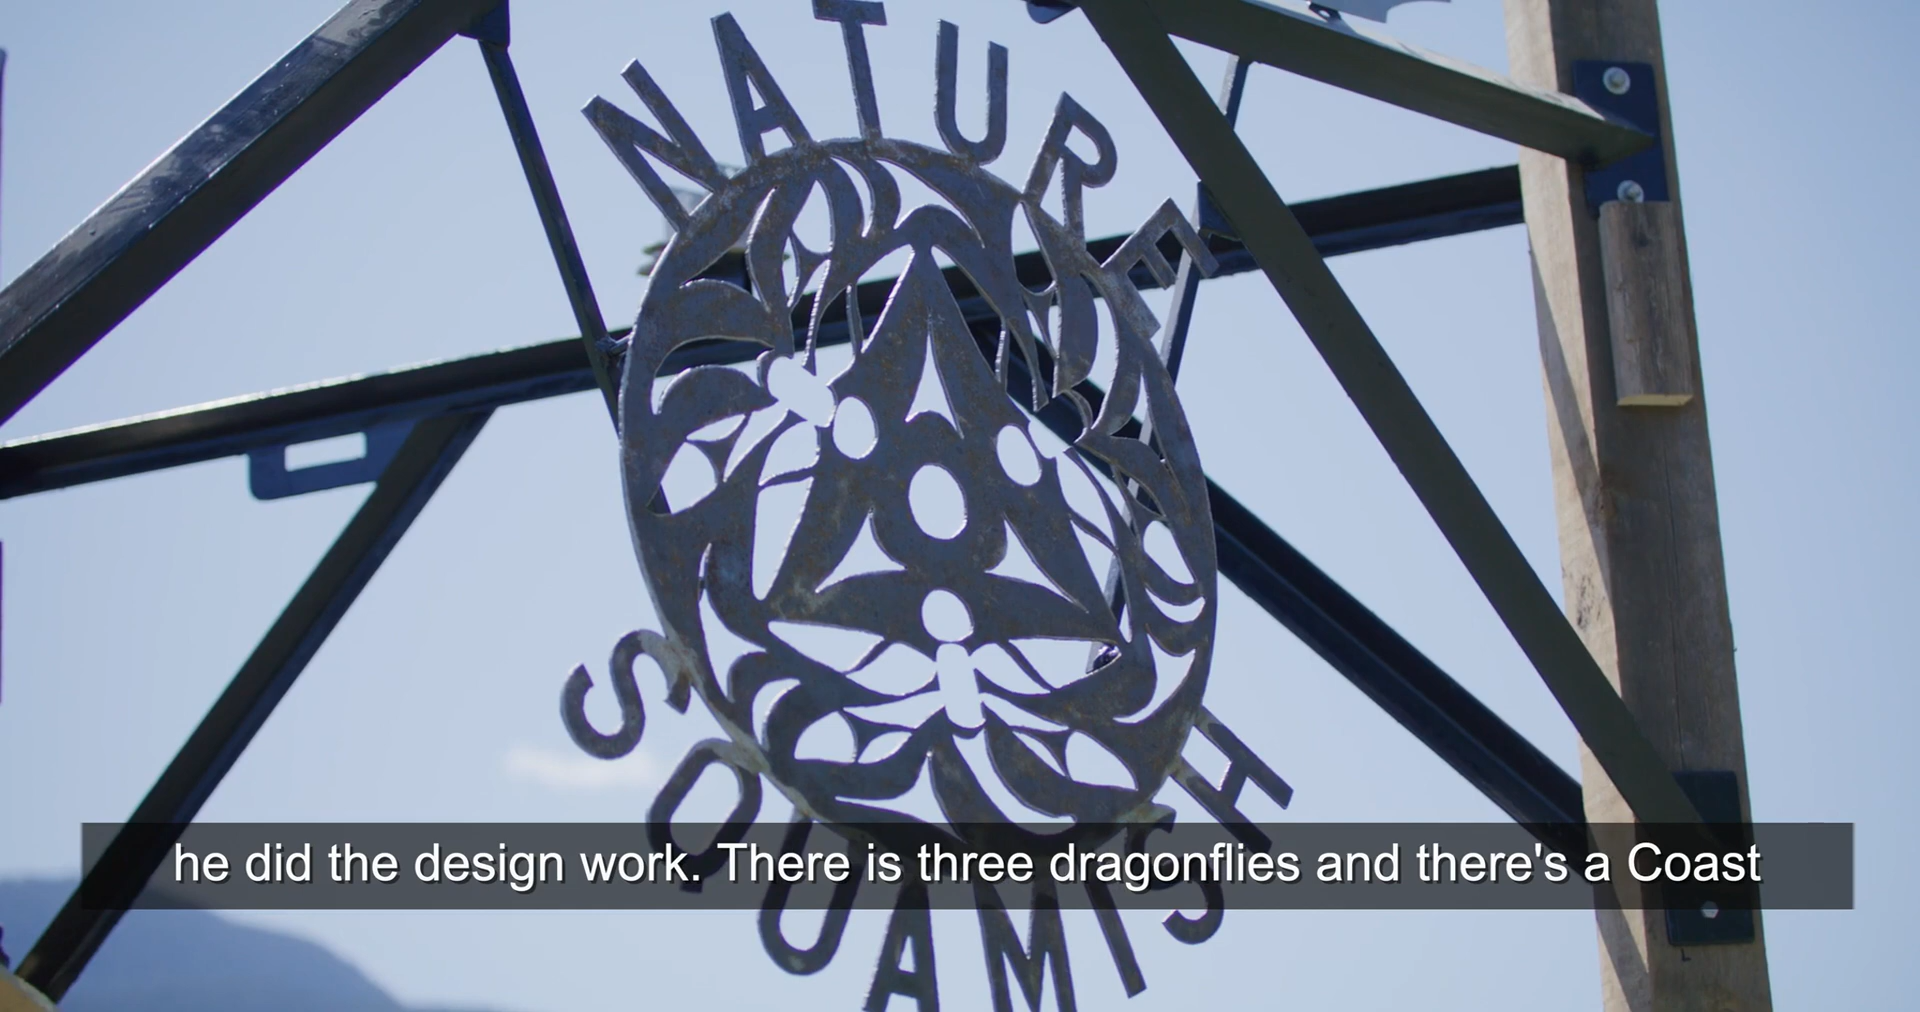 NATURE
SQUAMISH
he did the design work. There is three dragonflies and there's a Coast